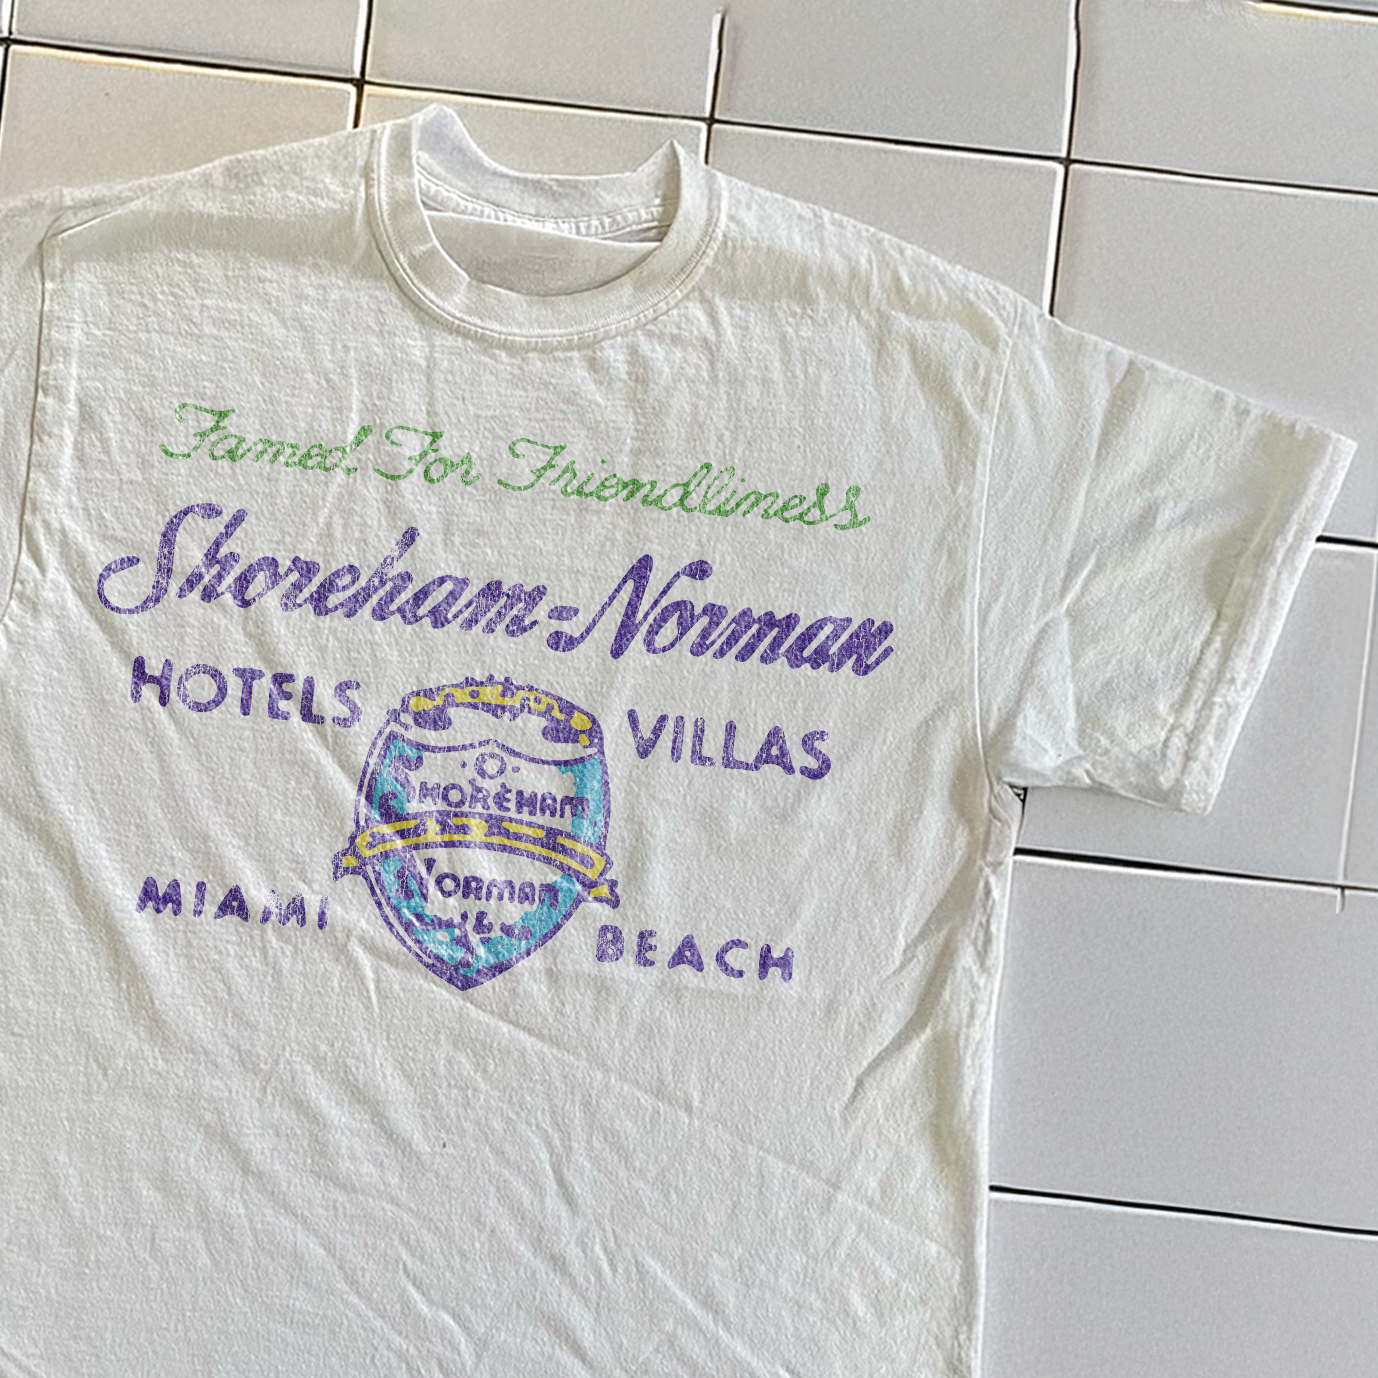 Famed For Friendliness
Shoreham-Norman
HOTELS VILLAS
SHOREHAM
NORMAN
MIAMI BEACH